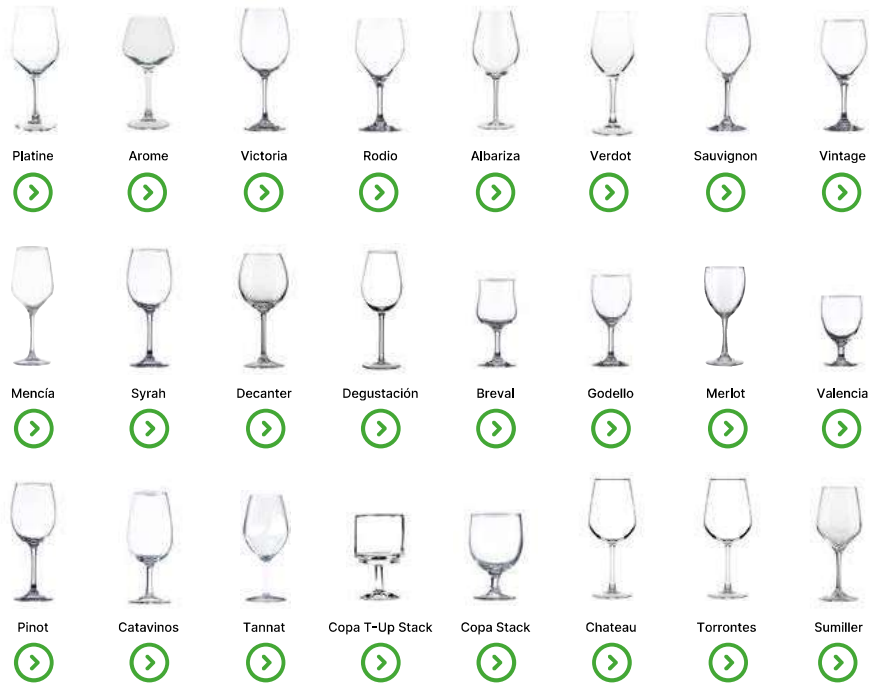 Platine Arome Victoria Rodio Albariza Verdot Sauvignon Vintage
Mencía Syrah Decanter Degustación Breval Godello Merlot Valencia
Pinot Catavinos Tannat Copa T-Up Stack Copa Stack Chateau Torrontes Sumiller